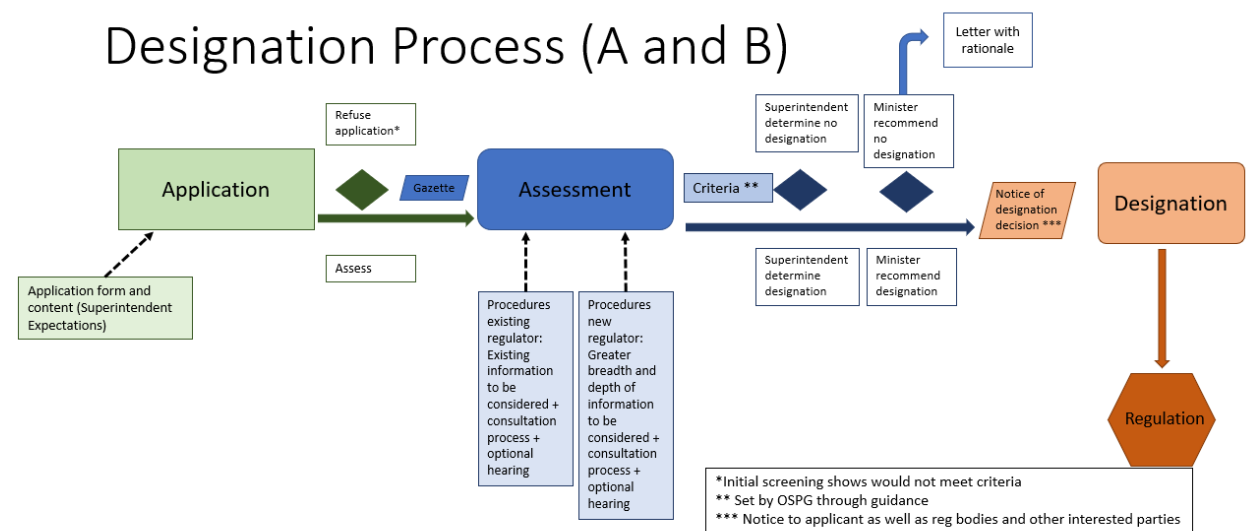 Designation Process (A and B)
Letter with
rationale
Refuse
application*
Superintendent
determine no
designation
Minister
recommend
no
designation
Application
Gazette
Assessment
Criteria **
Notice of
designation
decision ***
Designation
Assess
Superintendent
determine
designation
Minister
recommend
designation
Application form and
content (Superintendent
Expectations)
Procedures
existing
regulator:
Existing
information
to be
considered +
consultation
process +
optional
hearing
Procedures
new
regulator:
Greater
breadth and
depth of
information
to be
considered +
consultation
process +
optional
hearing
Regulation
*Initial screening shows would not meet criteria
** Set by OSPG through guidance
*** Notice to applicant as well as reg bodies and other interested parties